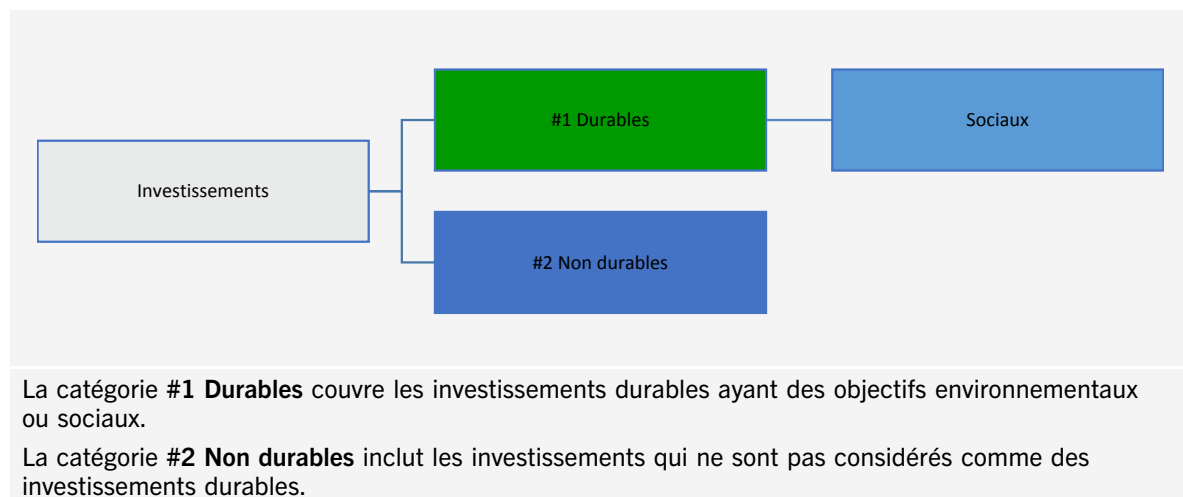 #1 Durables
Sociaux
Investissements
#2 Non durables
La catégorie #1 Durables couvre les investissements durables ayant des objectifs environnementaux
ou sociaux.
La catégorie #2 Non durables inclut les investissements qui ne sont pas considérés comme des
investissements durables.